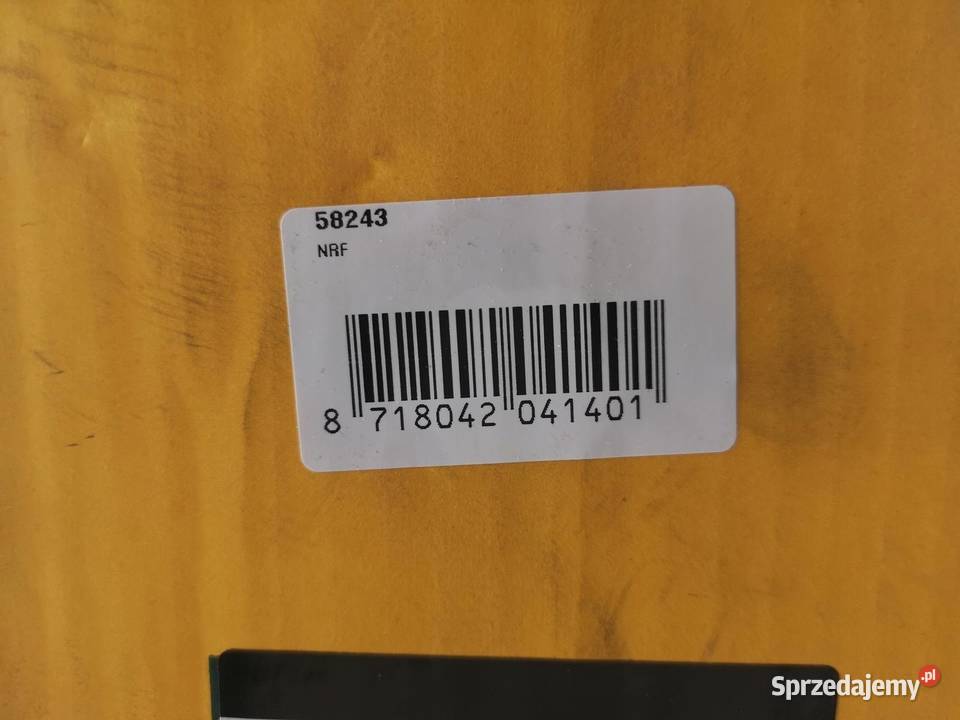 58243
NRF
8 718042 041401
Sprzedajemy.pl